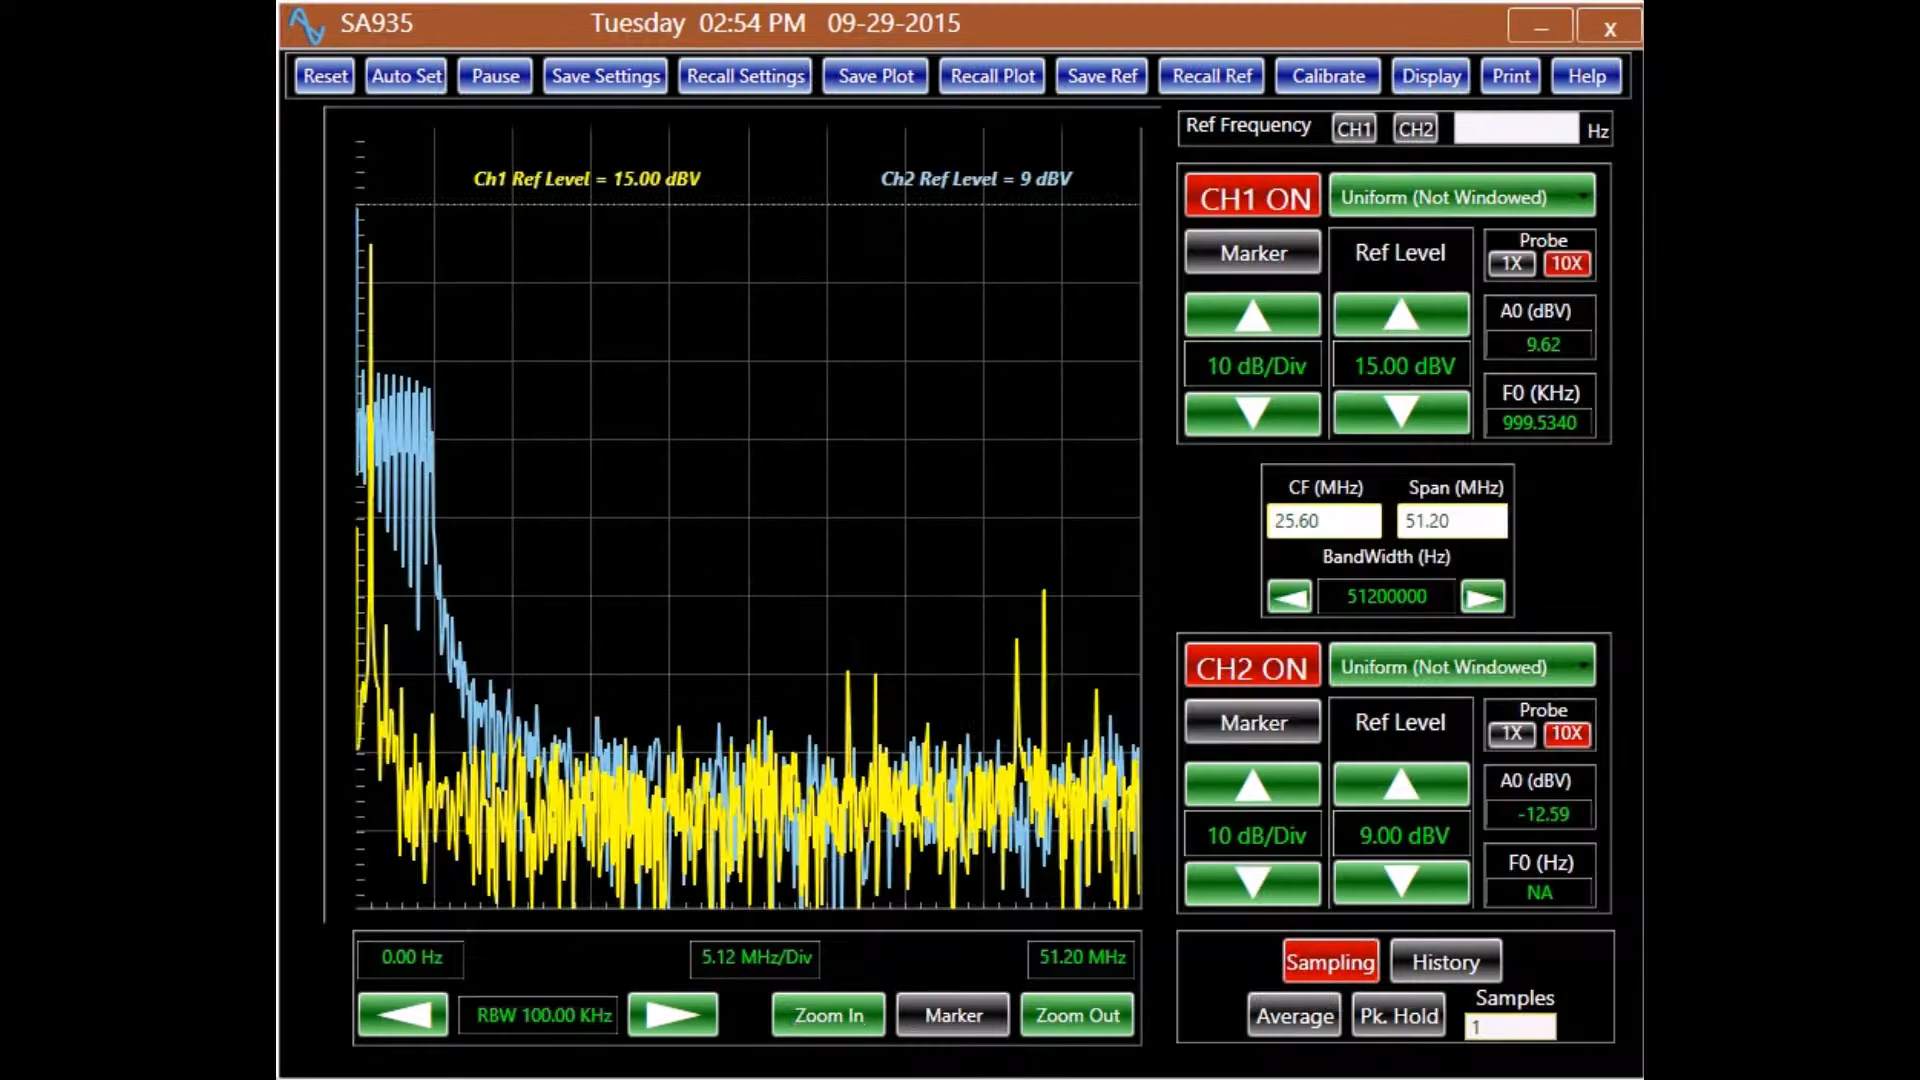 SA935 Tuesday 02:54 PM 09-29-2015 – x
Reset Auto Set Pause Save Settings Recall Settings Save Plot Recall Plot Save Ref Recall Ref Calibrate Display Print Help
Ch1 Ref Level = 15.00 dBV Ch2 Ref Level = 9 dBV
Ref Frequency CH1 CH2 Hz
CH1 ON Uniform (Not Windowed)
Marker Ref Level Probe
1X 10X
A0 (dBV)
9.62
10 dB/Div 15.00 dBV
F0 (KHz)
999.5340
CF (MHz) Span (MHz)
25.60 51.20
BandWidth (Hz)
51200000
CH2 ON Uniform (Not Windowed)
Marker Ref Level Probe
1X 10X
A0 (dBV)
-12.59
10 dB/Div 9.00 dBV
F0 (Hz)
NA
0.00 Hz 5.12 MHz/Div 51.20 MHz
RBW 100.00 KHz Zoom In Marker Zoom Out
Sampling History
Average Pk. Hold Samples
1